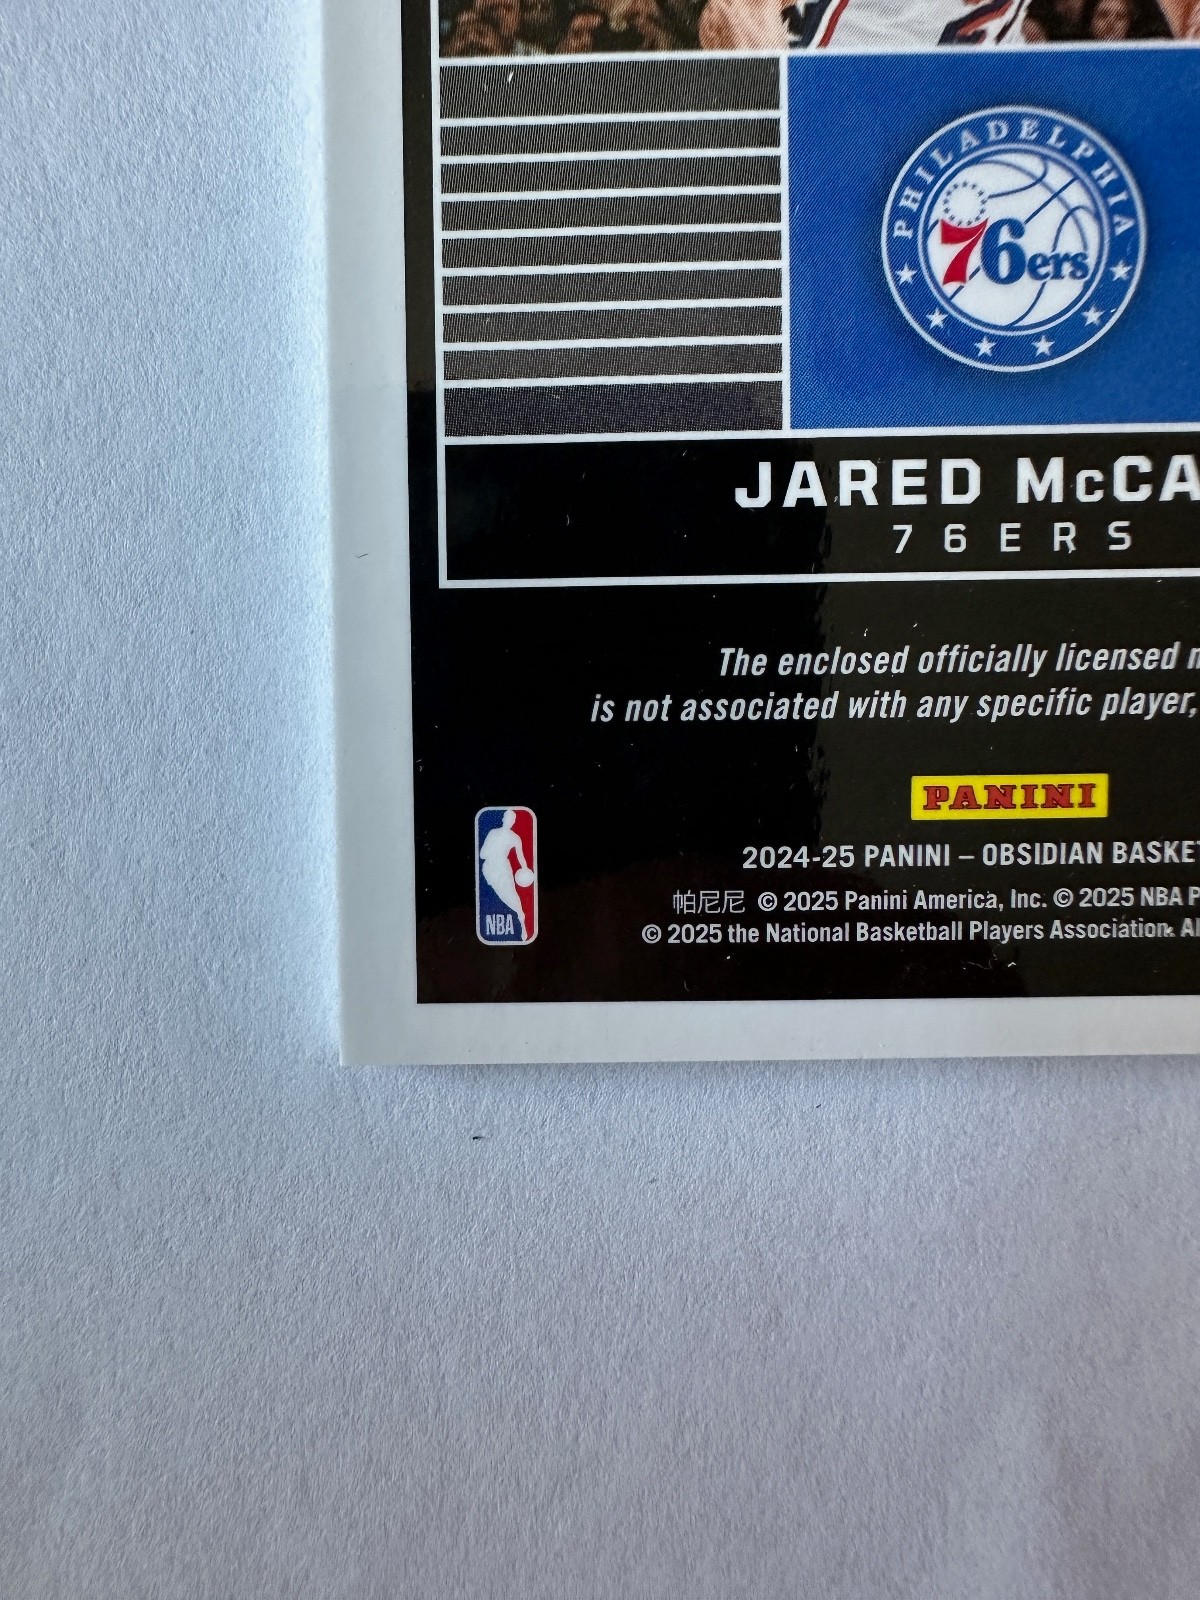 PHILADELPHIA
76ers
JARED McCA
76ERS
The enclosed officially licensed
is not associated with any specific player,
PANINI
NBA
2024-25 PANINI – OBSIDIAN BASKET
帕尼尼 © 2025 Panini America, Inc. © 2025 NBA P
© 2025 the National Basketball Players Association. Al